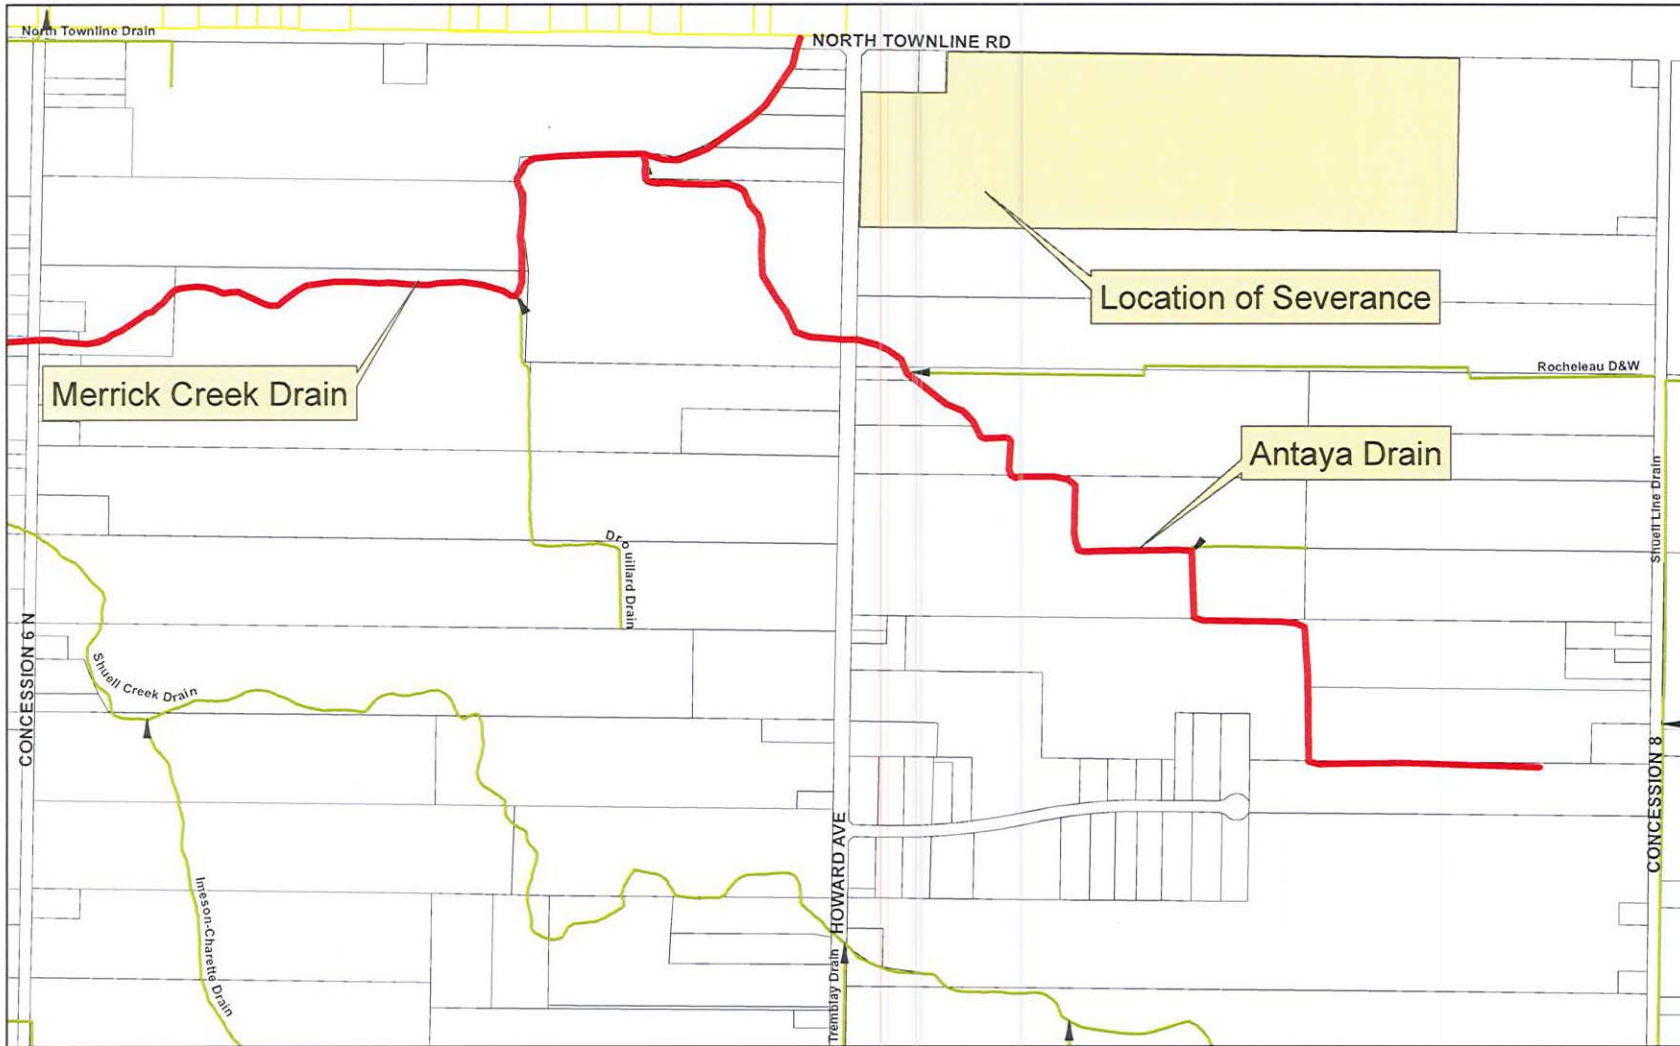 North Townline Drain
NORTH TOWNLINE RD
Location of Severance
Rocheleau D&W
Merrick Creek Drain
Antaya Drain
Shuell Line Drain
Drouillard Drain
CONCESSION 6 N
Shuell Creek Drain
CONCESSION 8
HOWARD AVE
Imeson-Charette Drain
Tremblay Drain